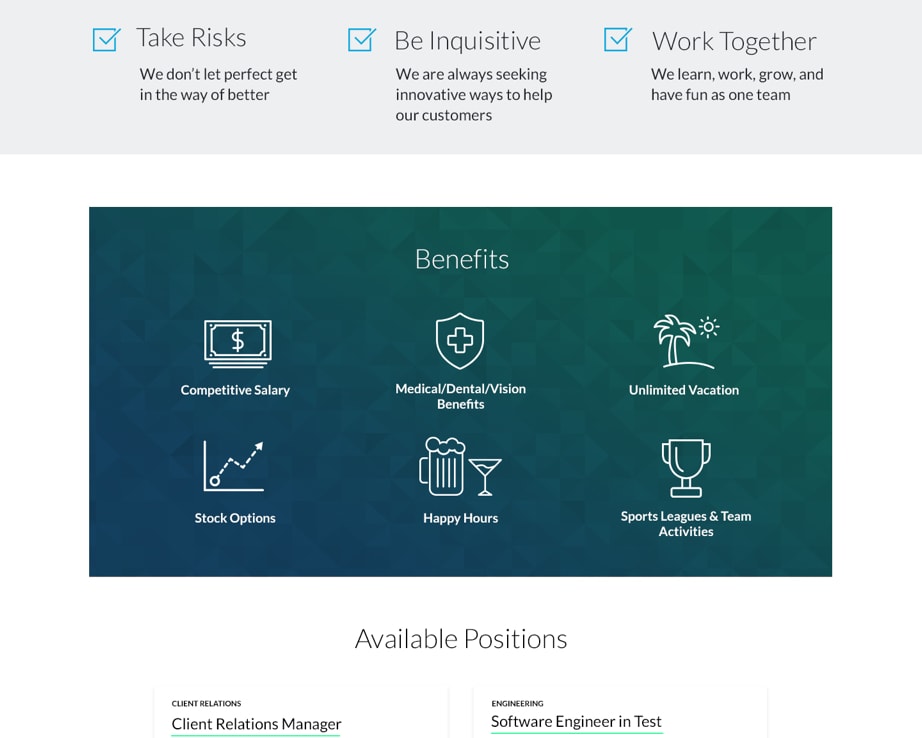 Take Risks
We don't let perfect get
in the way of better
Be Inquisitive
We are always seeking
innovative ways to help
our customers
Work Together
We learn, work, grow, and
have fun as one team
Benefits
$
Competitive Salary
Medical/Dental/Vision
Benefits
Unlimited Vacation
Stock Options
Happy Hours
Sports Leagues & Team
Activities
Available Positions
CLIENT RELATIONS
Client Relations Manager
ENGINEERING
Software Engineer in Test